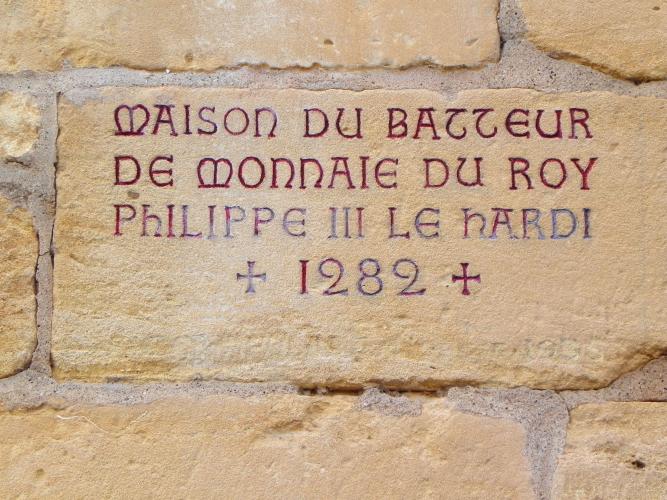 MAISON DU BATTEUR
DE MONNAIE DU ROY
PHILIPPE III LE HARDI
+ 1282 +